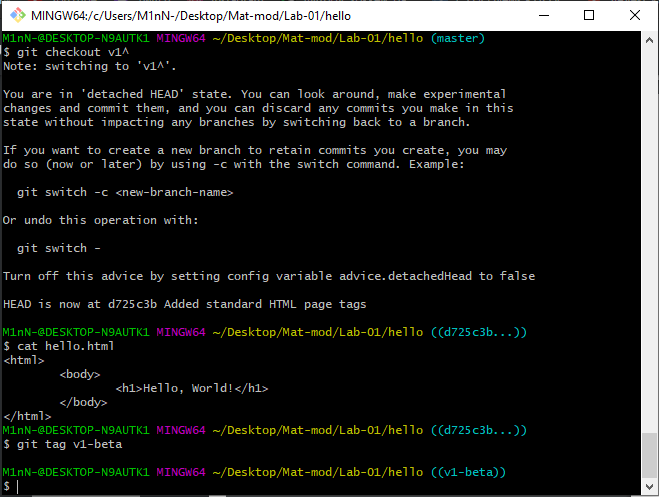 MINGW64:/c/Users/M1nN-/Desktop/Mat-mod/Lab-01/hello
M1nN-@DESKTOP-N9AUTK1 MINGW64 ~/Desktop/Mat-mod/Lab-01/hello (master)
$ git checkout v1^
Note: switching to 'v1^'.
You are in 'detached HEAD' state. You can look around, make experimental
changes and commit them, and you can discard any commits you make in this
state without impacting any branches by switching back to a branch.
If you want to create a new branch to retain commits you create, you may
do so (now or later) by using -c with the switch command. Example:
git switch -c <new-branch-name>
Or undo this operation with:
git switch -
Turn off this advice by setting config variable advice.detachedHead to false
HEAD is now at d725c3b Added standard HTML page tags
M1nN-@DESKTOP-N9AUTK1 MINGW64 ~/Desktop/Mat-mod/Lab-01/hello ((d725c3b...))
$ cat hello.html
<html>
<body>
<h1>Hello, World!</h1>
</body>
</html>
M1nN-@DESKTOP-N9AUTK1 MINGW64 ~/Desktop/Mat-mod/Lab-01/hello ((d725c3b...))
$ git tag v1-beta
M1nN-@DESKTOP-N9AUTK1 MINGW64 ~/Desktop/Mat-mod/Lab-01/hello ((v1-beta))
$